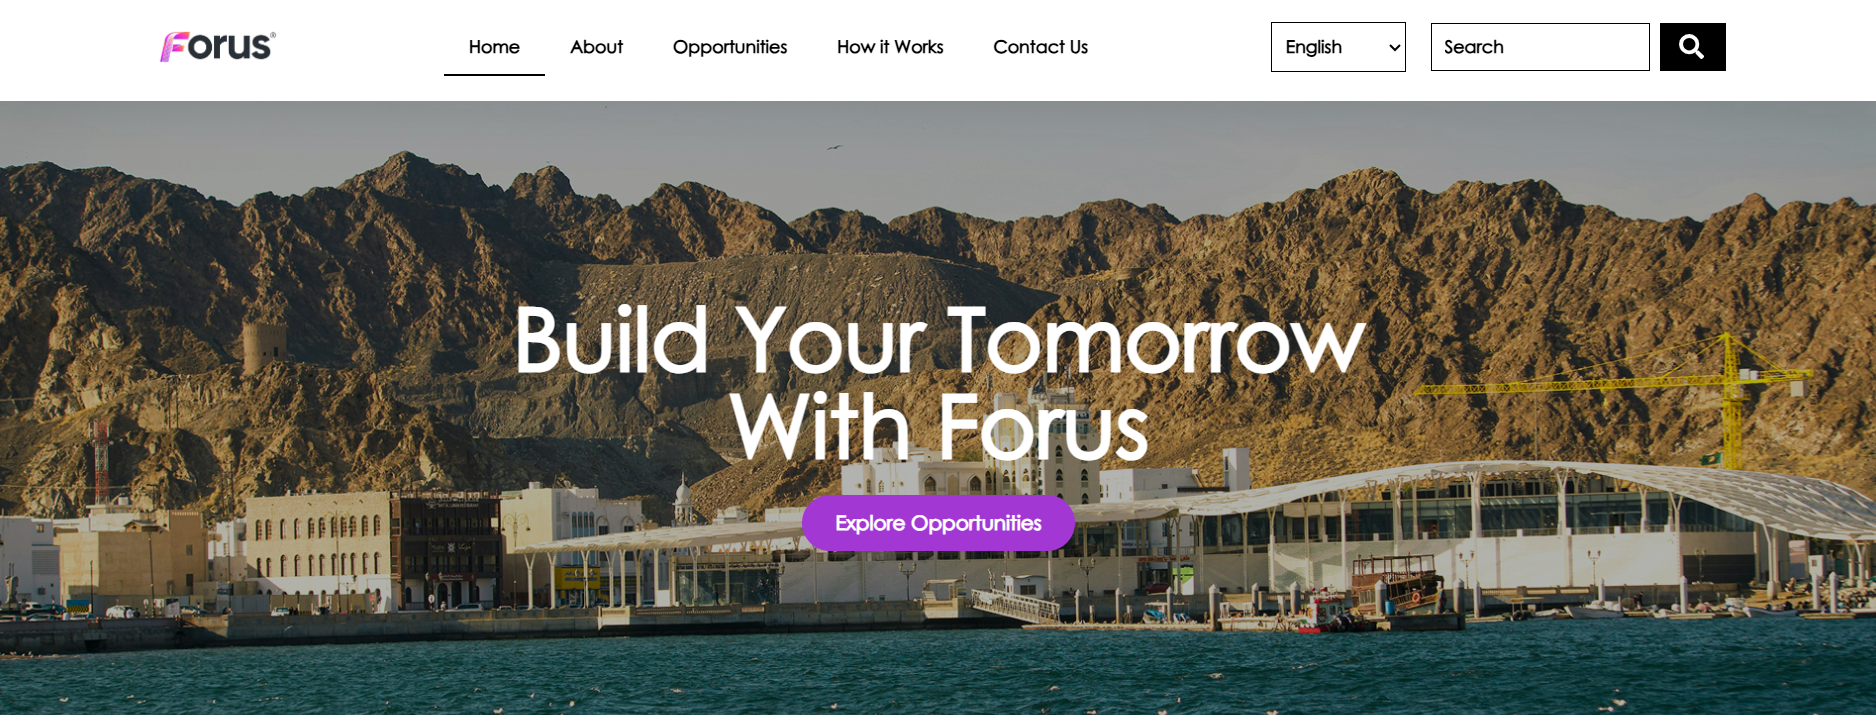 Forus®
Home
About
Opportunities
How it Works
Contact Us
English
Search
Build Your Tomorrow
With Forus
Explore Opportunities